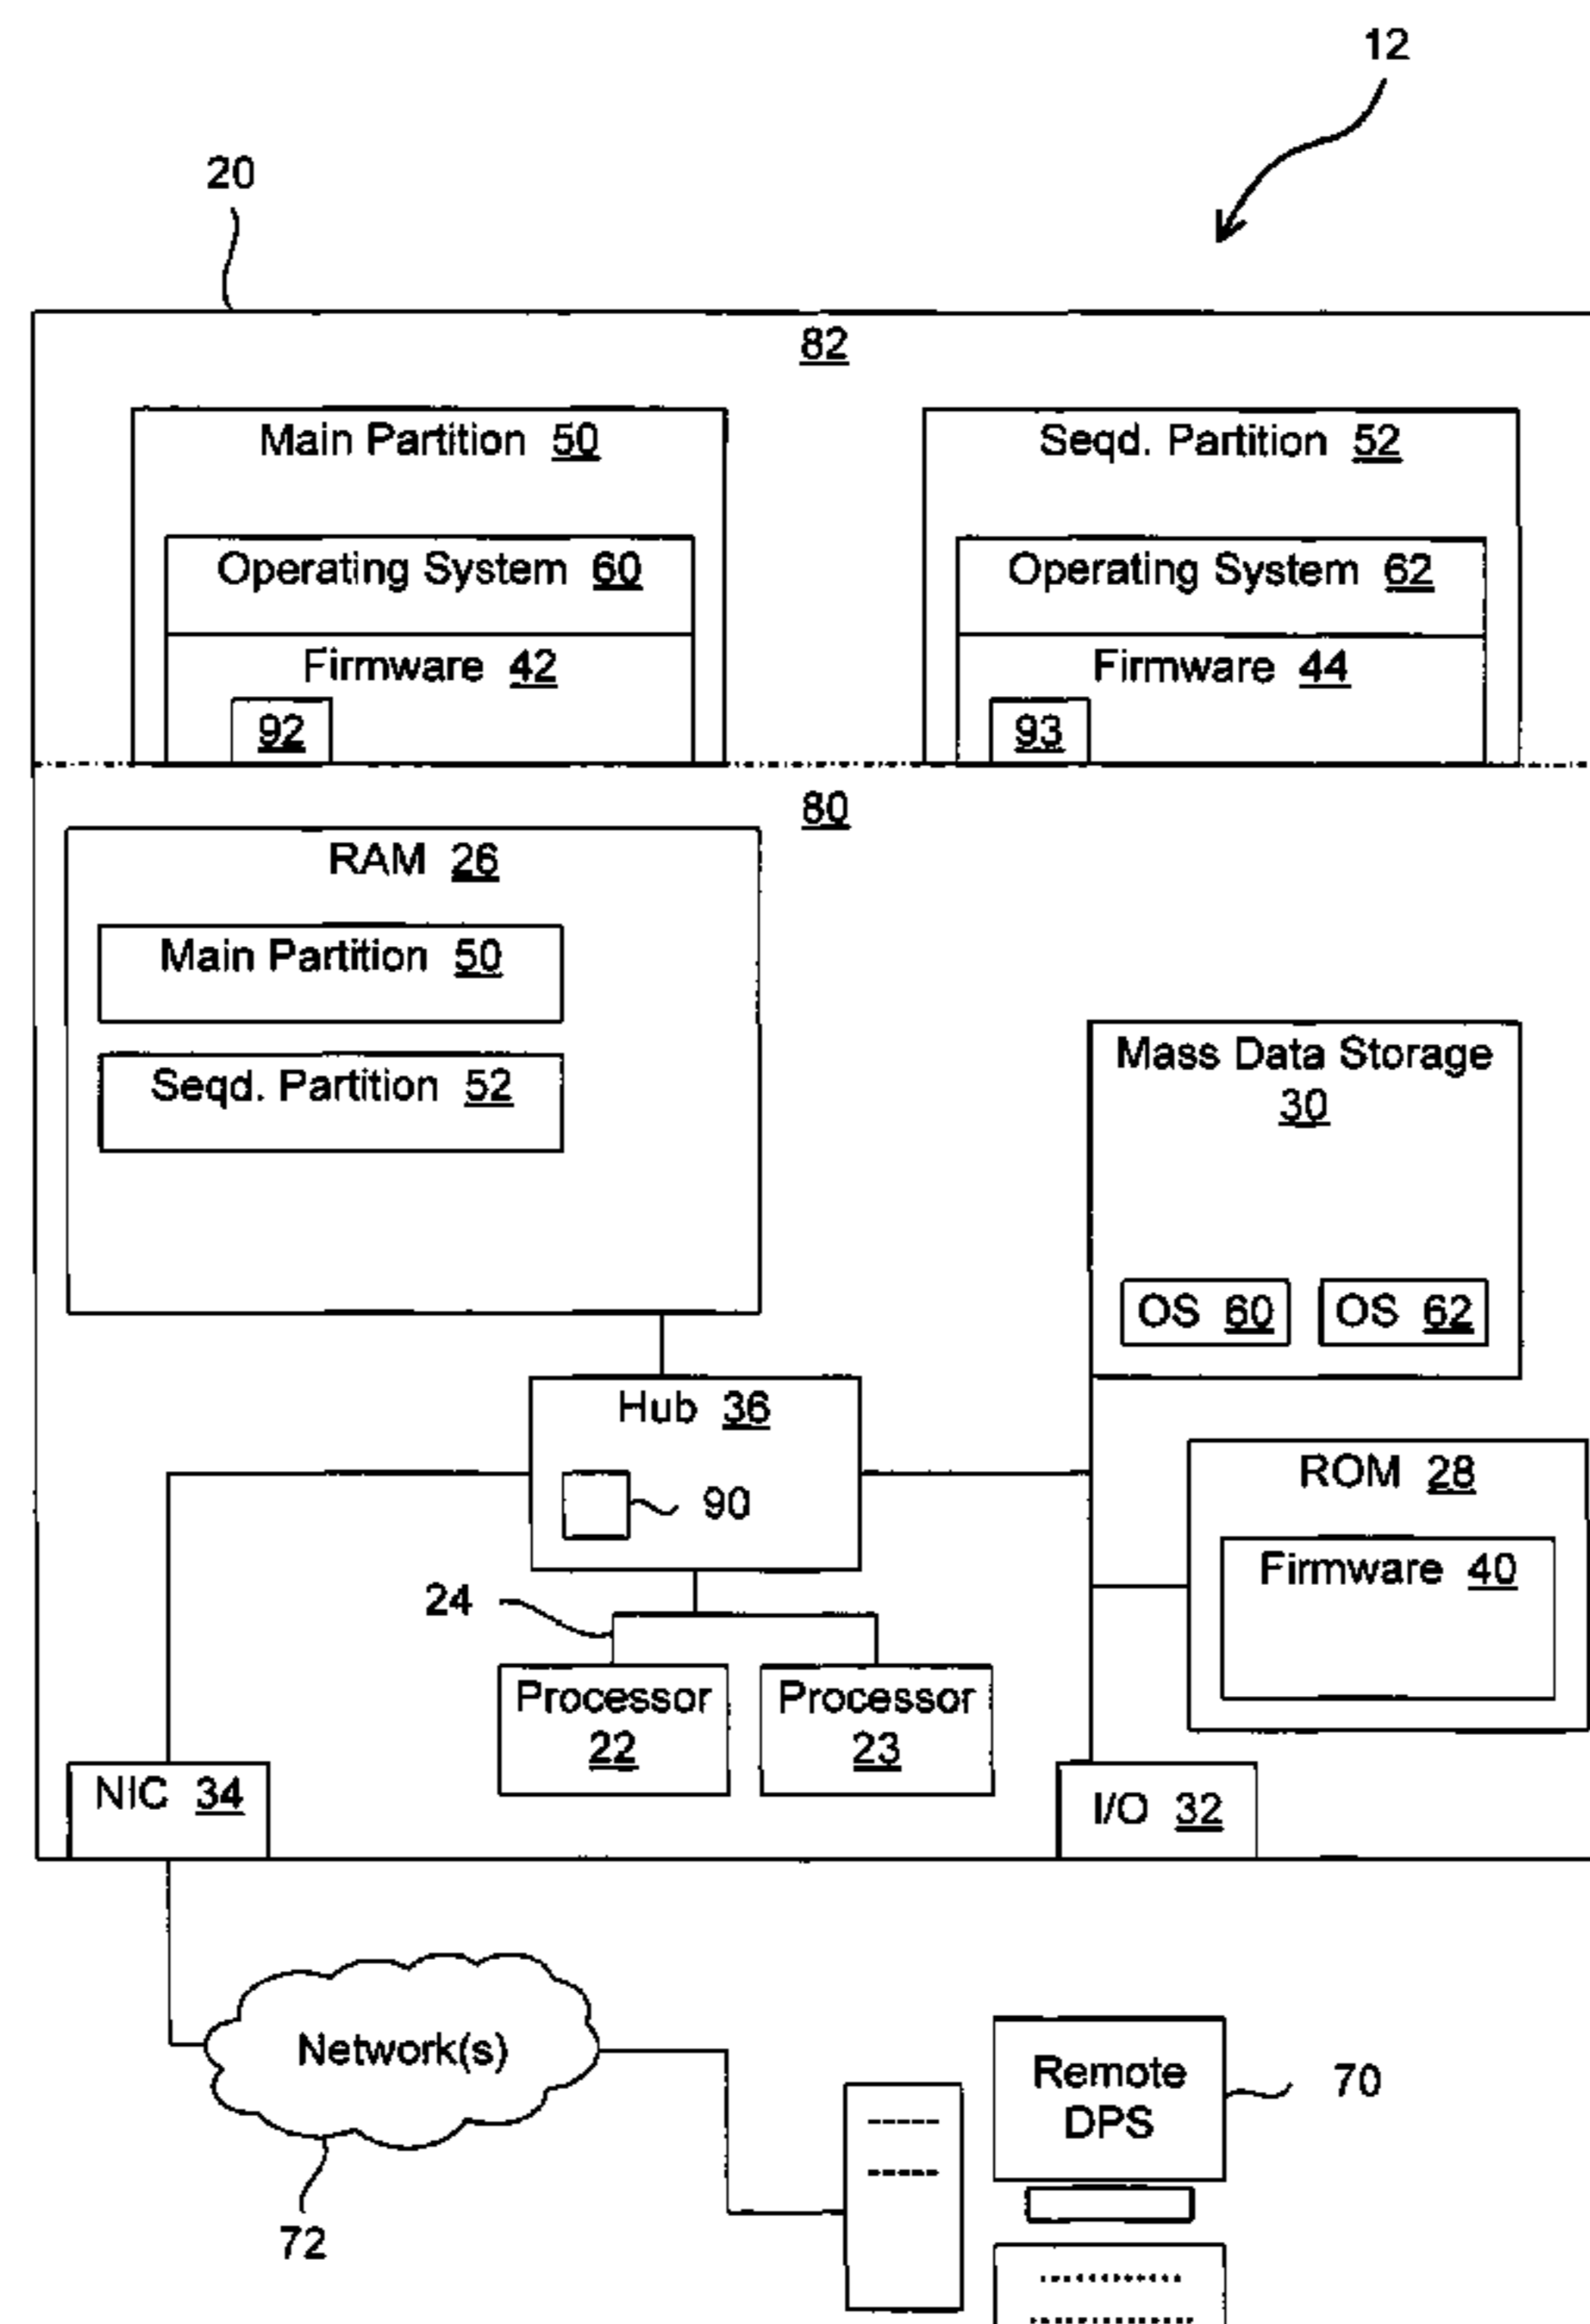 12
20
82
Main Partition 50
Seqd. Partition 52
Operating System 60
Operating System 62
Firmware 42
Firmware 44
92
93
80
RAM 26
Main Partition 50
Seqd. Partition 52
Mass Data Storage
30
OS 60
OS 62
Hub 36
90
ROM 28
Firmware 40
24
Processor
22
Processor
23
NIC 34
I/O 32
Network(s)
72
Remote
DPS
70